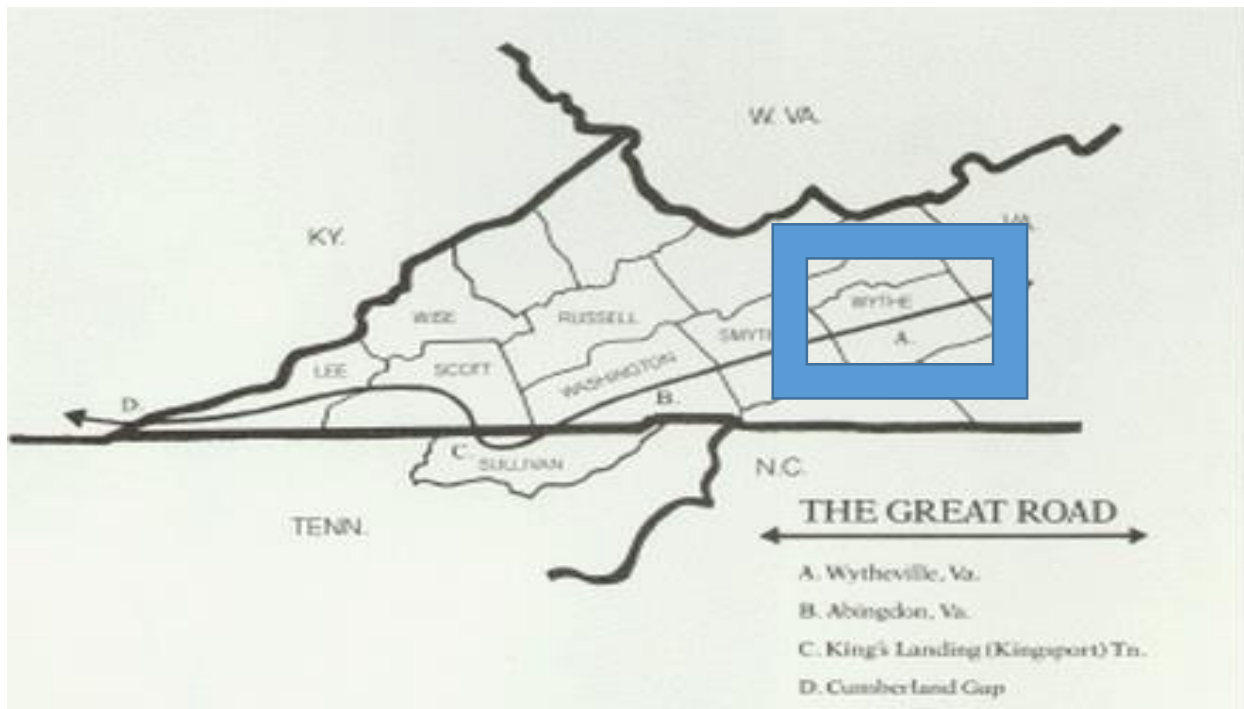 W. VA.
VA.
KY.
WYTHE
WISE
RUSSELL
SMYTH
A.
LEE
SCOTT
WASHINGTON
B.
D.
C.
SULLIVAN
N.C.
TENN.
THE GREAT ROAD
A. Wytheville, Va.
B. Abingdon, Va.
C. King's Landing (Kingsport) Tn.
D. Cumberland Gap